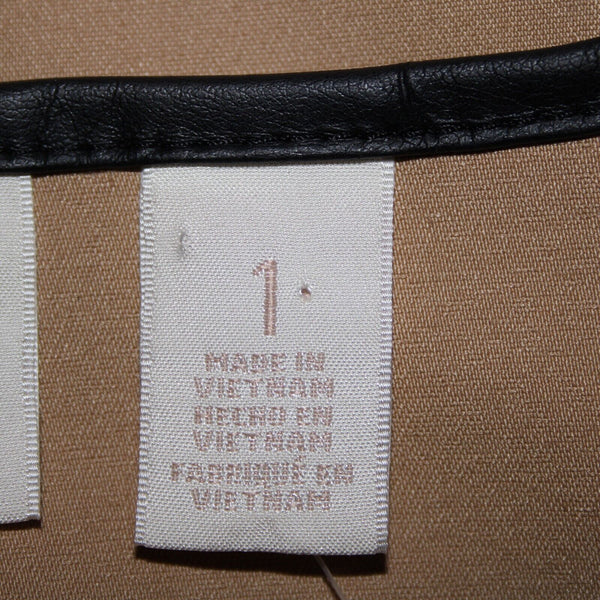 1
MADE IN
VIETNAM
HECHO EN
VIETNAM
FABRIQUÉ EN
VIETNAM